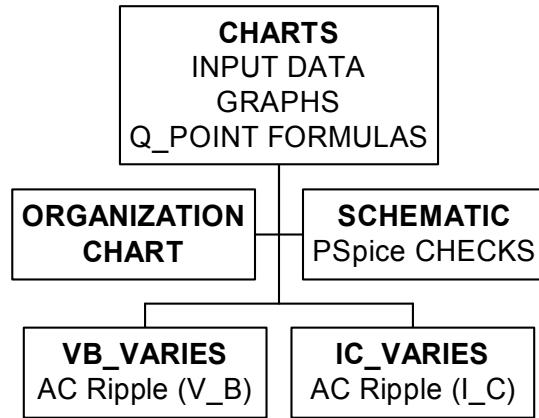 CHARTS
INPUT DATA
GRAPHS
Q_POINT FORMULAS
ORGANIZATION
CHART
SCHEMATIC
PSpice CHECKS
VB_VARIES
AC Ripple (V_B)
IC_VARIES
AC Ripple (I_C)